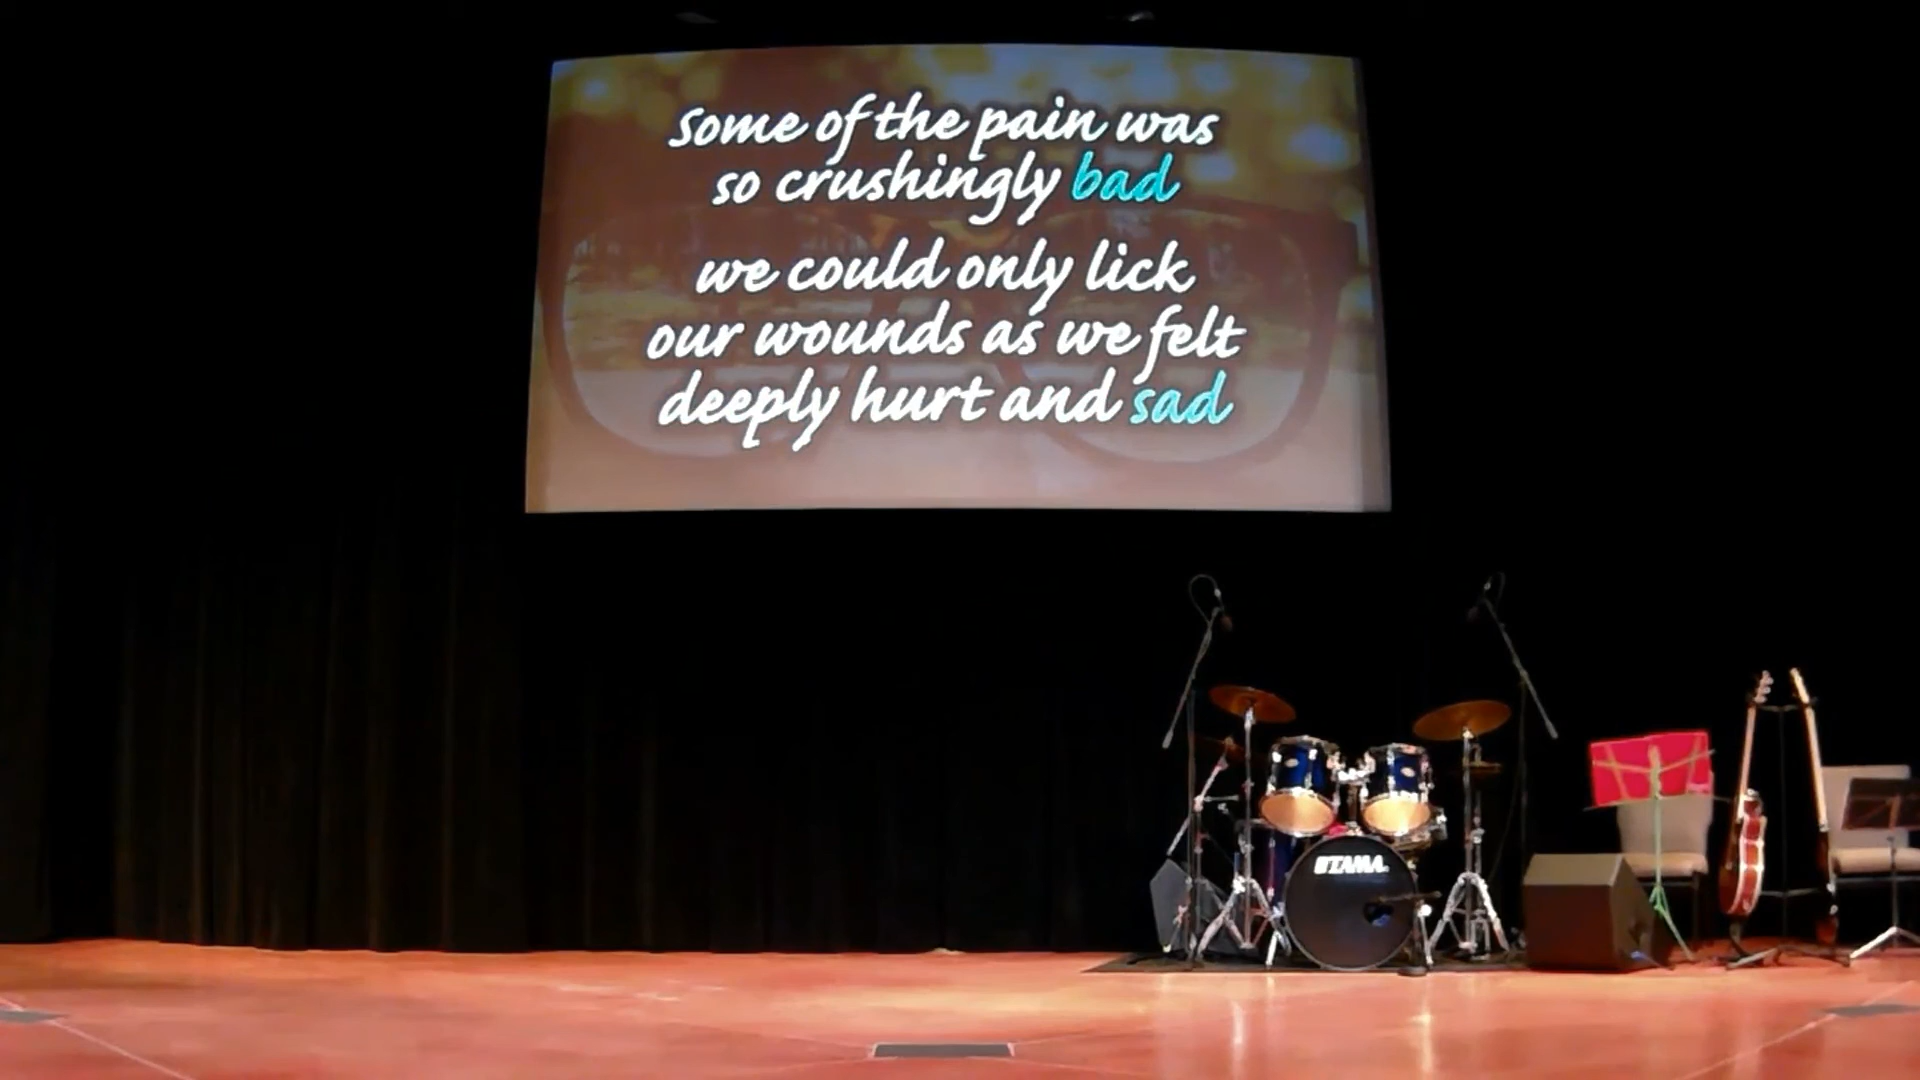 Some of the pain was
so crushingly bad
we could only lick
our wounds as we felt
deeply hurt and sad
TAMA